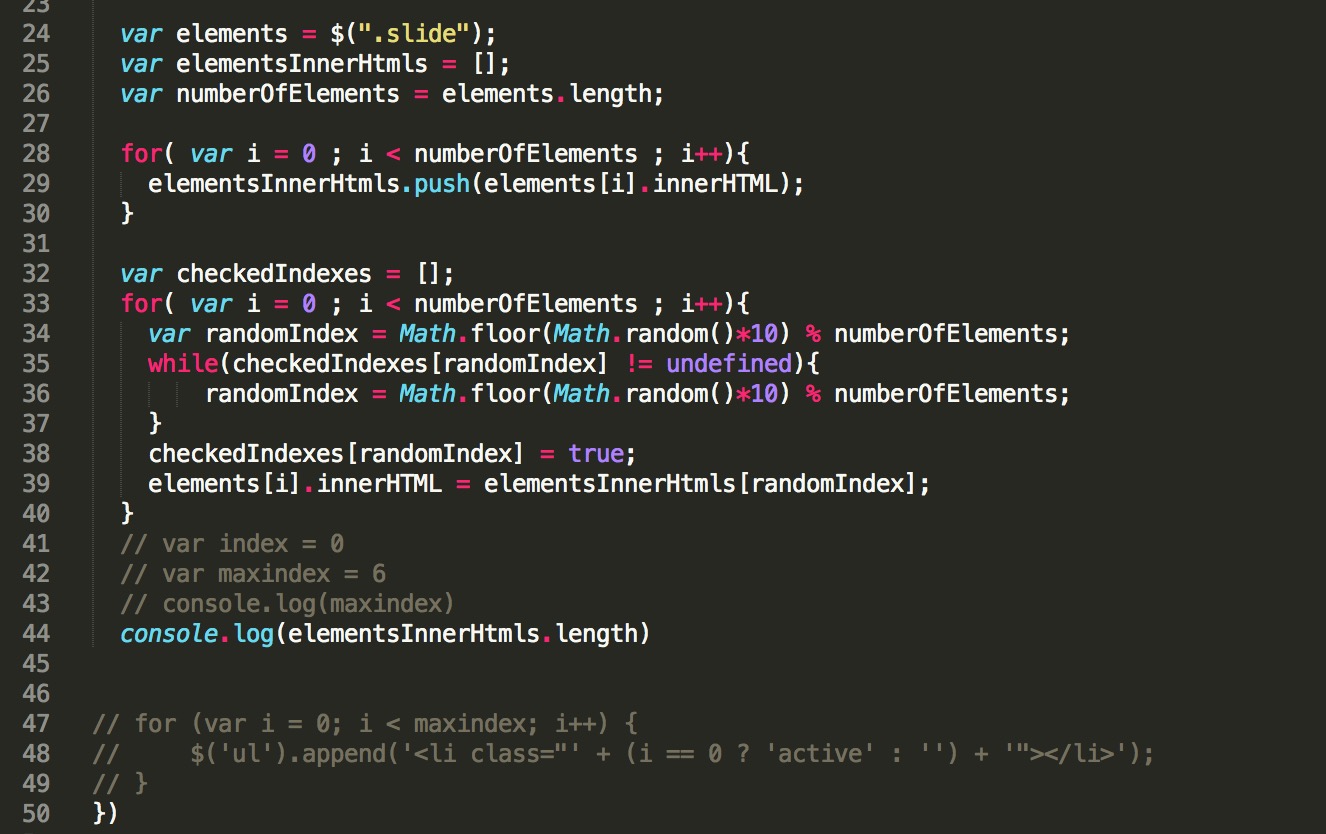 23
24 var elements = $(".slide");
25 var elementsInnerHtmls = [];
26 var numberOfElements = elements.length;
27
28 for( var i = 0 ; i < numberOfElements ; i++){
29 elementsInnerHtmls.push(elements[i].innerHTML);
30 }
31
32 var checkedIndexes = [];
33 for( var i = 0 ; i < numberOfElements ; i++){
34 var randomIndex = Math.floor(Math.random()*10) % numberOfElements;
35 while(checkedIndexes[randomIndex] != undefined){
36 randomIndex = Math.floor(Math.random()*10) % numberOfElements;
37 }
38 checkedIndexes[randomIndex] = true;
39 elements[i].innerHTML = elementsInnerHtmls[randomIndex];
40 }
41 // var index = 0
42 // var maxindex = 6
43 // console.log(maxindex)
44 console.log(elementsInnerHtmls.length)
45
46
47 // for (var i = 0; i < maxindex; i++) {
48 // $('ul').append('<li class="' + (i == 0 ? 'active' : '') + '"></li>');
49 // }
50 })